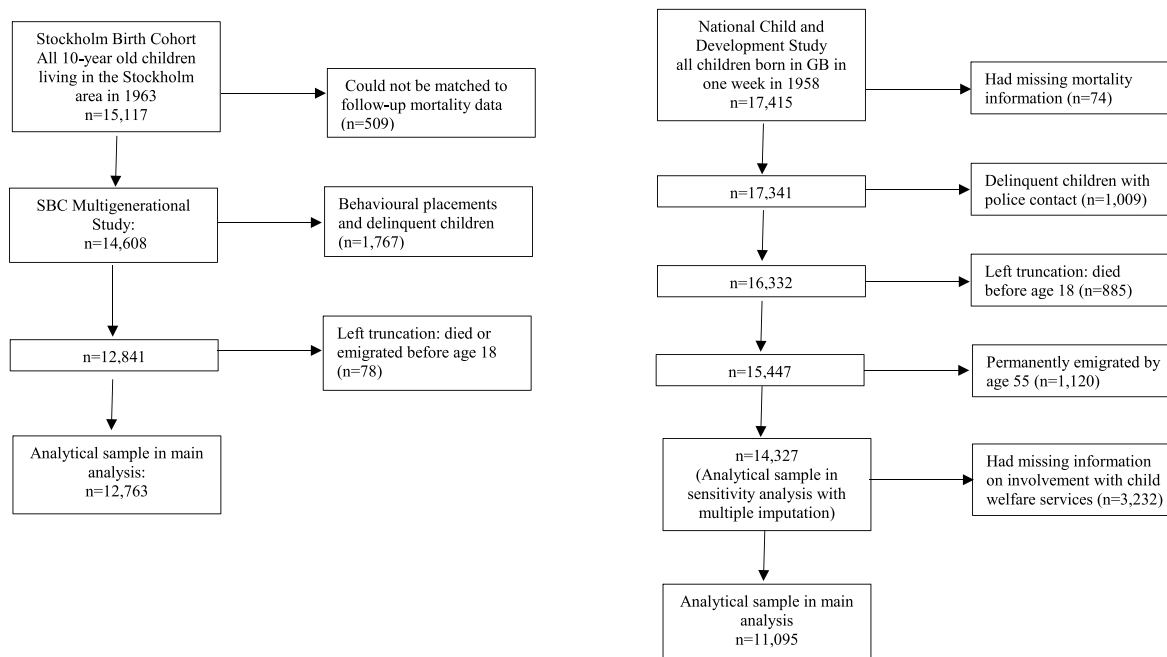 Stockholm Birth Cohort
All 10-year old children
living in the Stockholm
area in 1963
n=15,117
Could not be matched to
follow-up mortality data
(n=509)
SBC Multigenerational
Study:
n=14,608
Behavioural placements
and delinquent children
(n=1,767)
n=12,841
Left truncation: died or
emigrated before age 18
(n=78)
Analytical sample in main
analysis:
n=12,763
National Child and
Development Study
all children born in GB in
one week in 1958
n=17,415
Had missing mortality
information (n=74)
n=17,341
Delinquent children with
police contact (n=1,009)
n=16,332
Left truncation: died
before age 18 (n=885)
n=15,447
Permanently emigrated by
age 55 (n=1,120)
n=14,327
(Analytical sample in
sensitivity analysis with
multiple imputation)
Had missing information
on involvement with child
welfare services (n=3,232)
Analytical sample in main
analysis
n=11,095